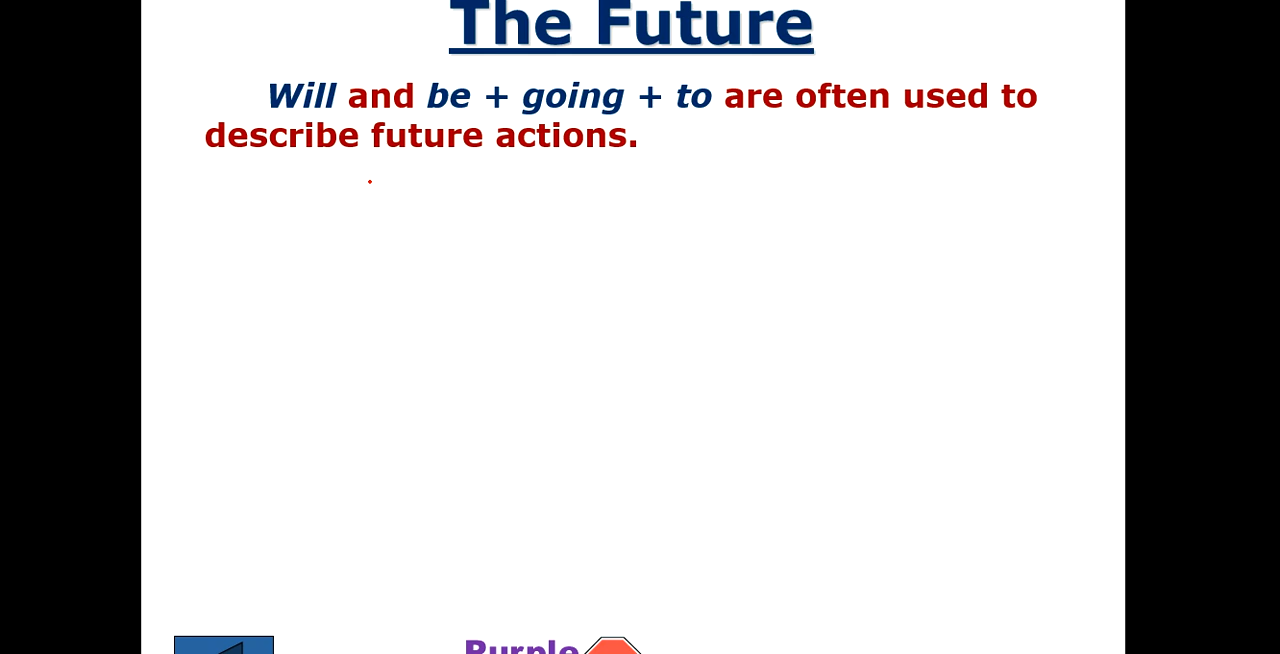 The Future
Will and be + going + to are often used to
describe future actions.
Purple